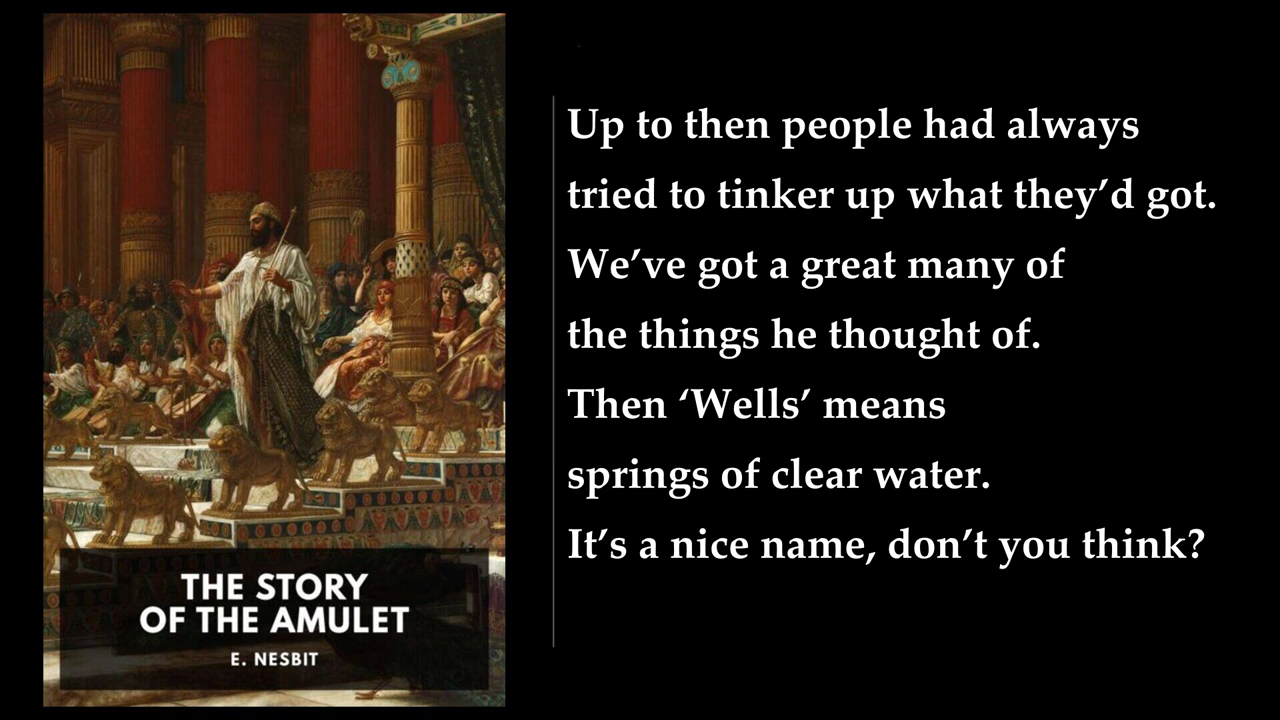 THE STORY
OF THE AMULET
E. NESBIT
Up to then people had always
tried to tinker up what they’d got.
We’ve got a great many of
the things he thought of.
Then ‘Wells’ means
springs of clear water.
It’s a nice name, don’t you think?